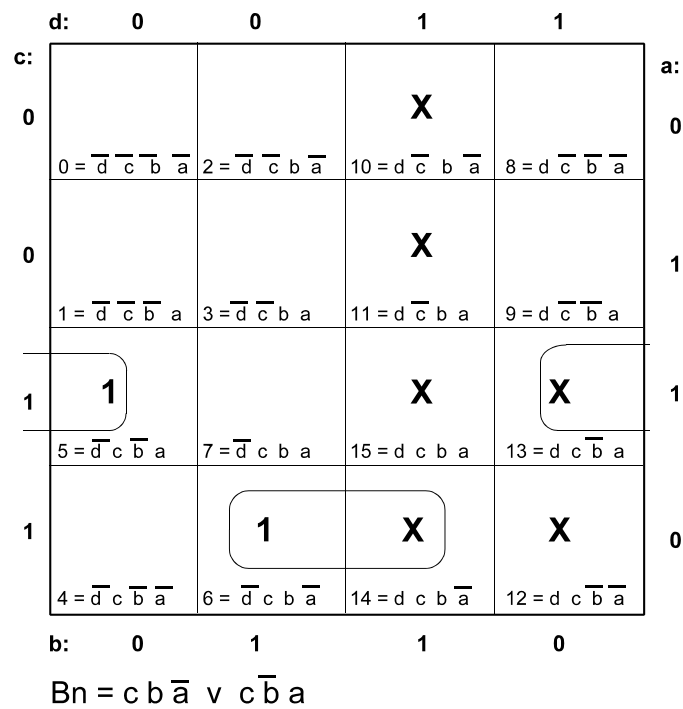 d: 0 0 1 1
c: a:
0 X 0
0 = d̅ c̅ b̅ a̅ 2 = d̅ c̅ b a̅ 10 = d c̅ b a̅ 8 = d c̅ b̅ a̅
0 X 1
1 = d̅ c̅ b̅ a 3 = d̅ c̅ b a 11 = d c̅ b a 9 = d c̅ b̅ a
1 1 X X 1
5 = d̅ c b̅ a 7 = d̅ c b a 15 = d c b a 13 = d c b̅ a
1 1 X X 0
4 = d̅ c b̅ a̅ 6 = d̅ c b a̅ 14 = d c b a̅ 12 = d c b̅ a̅
b: 0 1 1 0
Bn = c b a̅ v c b̅ a